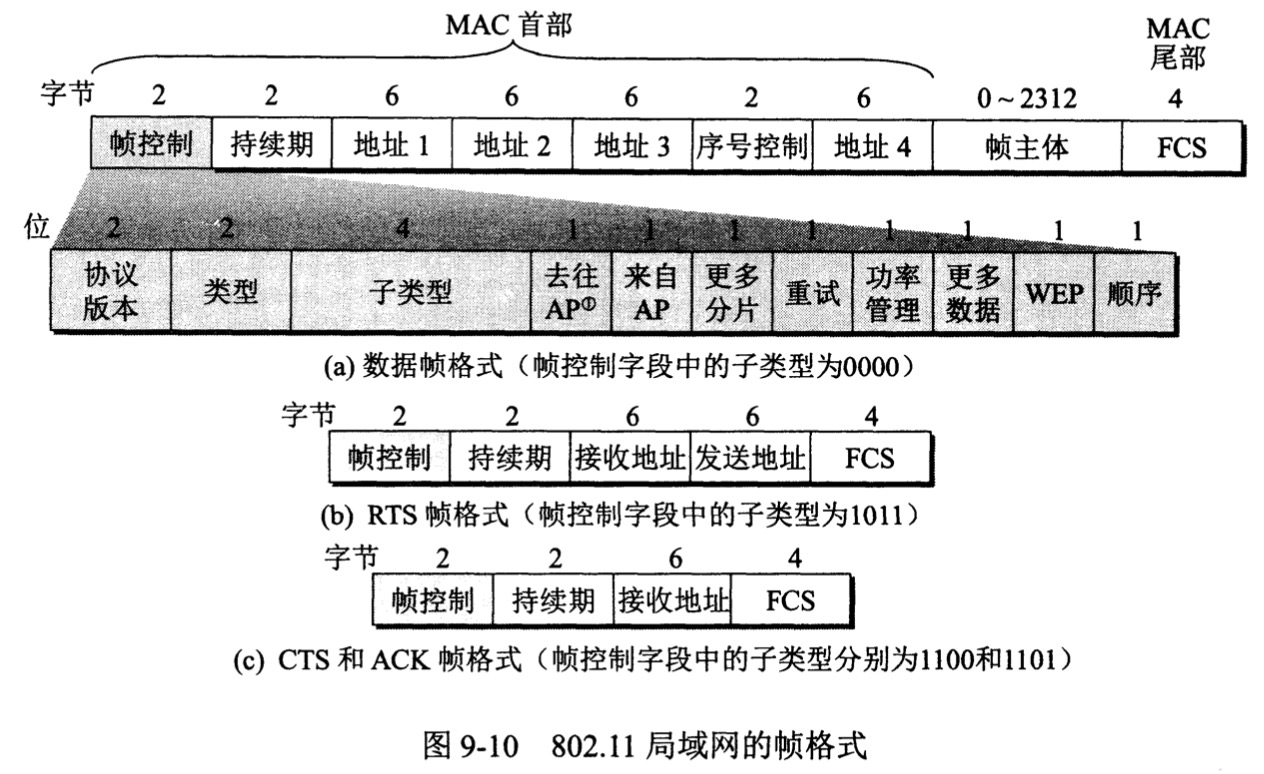 MAC 首部
MAC
尾部
字节 2 2 6 6 6 2 6 0～2312 4
帧控制 持续期 地址 1 地址 2 地址 3 序号控制 地址 4 帧主体 FCS
位 2 2 4 1 1 1 1 1 1 1 1
协议版本 类型 子类型 去往AP① 来自AP 更多分片 重试 功率管理 更多数据 WEP 顺序
(a) 数据帧格式（帧控制字段中的子类型为0000）
字节 2 2 6 6 4
帧控制 持续期 接收地址 发送地址 FCS
(b) RTS 帧格式（帧控制字段中的子类型为1011）
字节 2 2 6 4
帧控制 持续期 接收地址 FCS
(c) CTS 和 ACK 帧格式（帧控制字段中的子类型分别为1100和1101）
图 9-10 802.11 局域网的帧格式